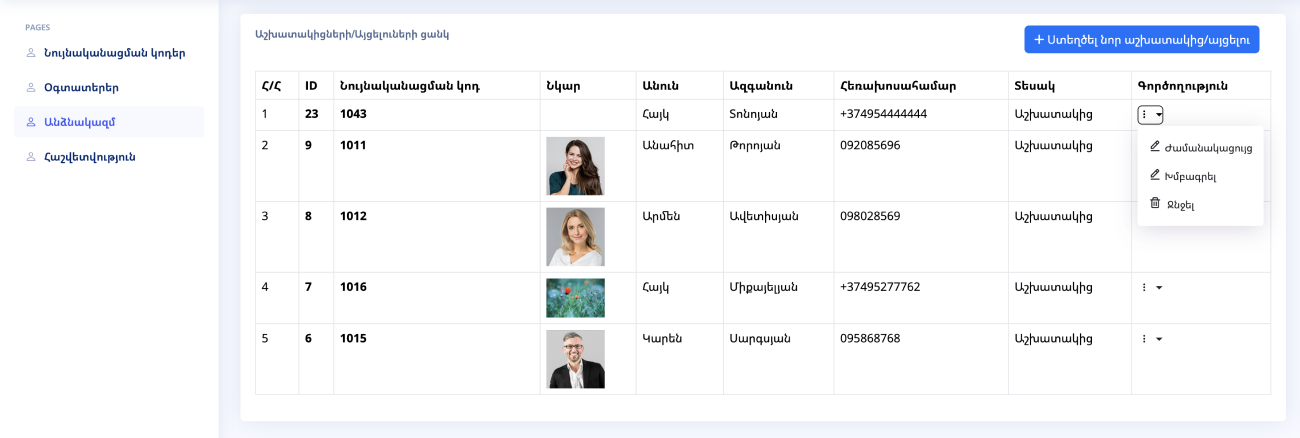 PAGES
Նույնականացման կոդեր
Օգտատերեր
Անձնակազմ
Հաշվետվություն
Աշխատակիցների/Այցելուների ցանկ
+ Ստեղծել նոր աշխատակից/այցելու
Հ/Հ ID Նույնականացման կոդ Նկար Անուն Ազգանուն Հեռախոսահամար Տեսակ Գործողություն
1 23 1043 Հայկ Տոնոյան +374954444444 Աշխատակից
2 9 1011 Անահիտ Թորոյան 092085696 Աշխատակից
Ժամանակացույց
Խմբագրել
Ջնջել
3 8 1012 Արմեն Ավետիսյան 098028569 Աշխատակից
4 7 1016 Հայկ Միքայելյան +37495277762 Աշխատակից
5 6 1015 Կարեն Սարգսյան 095868768 Աշխատակից